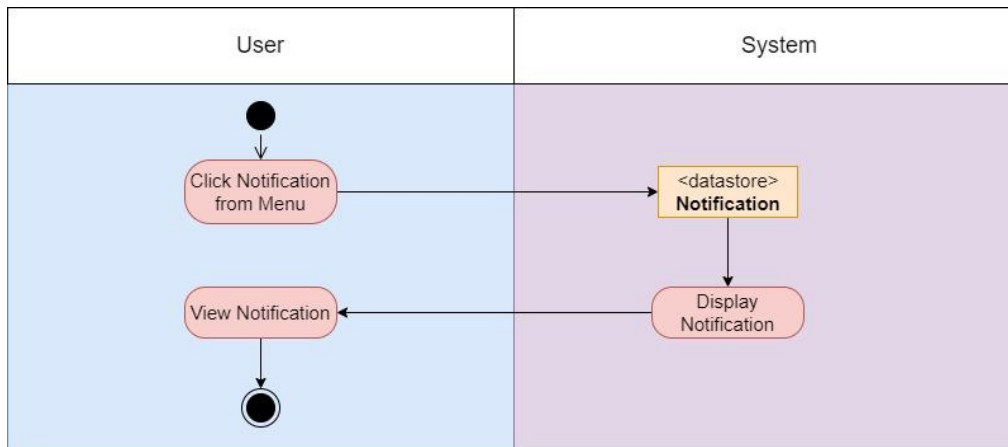 User
System
Click Notification
from Menu
<datastore>
Notification
View Notification
Display
Notification